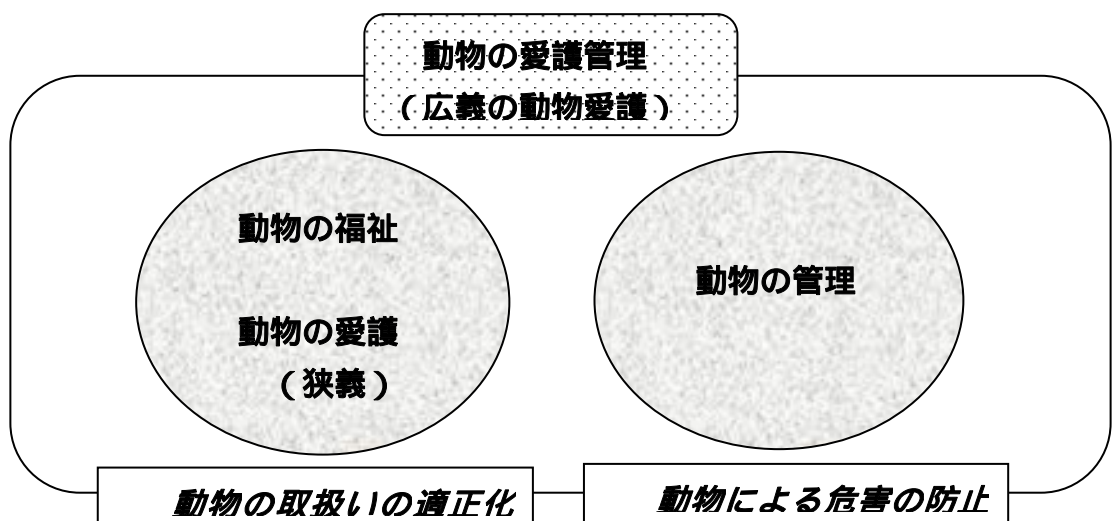 動物の愛護管理
（広義の動物愛護）
動物の福祉
動物の愛護
（狭義）
動物の管理
動物の取扱いの適正化
動物による危害の防止